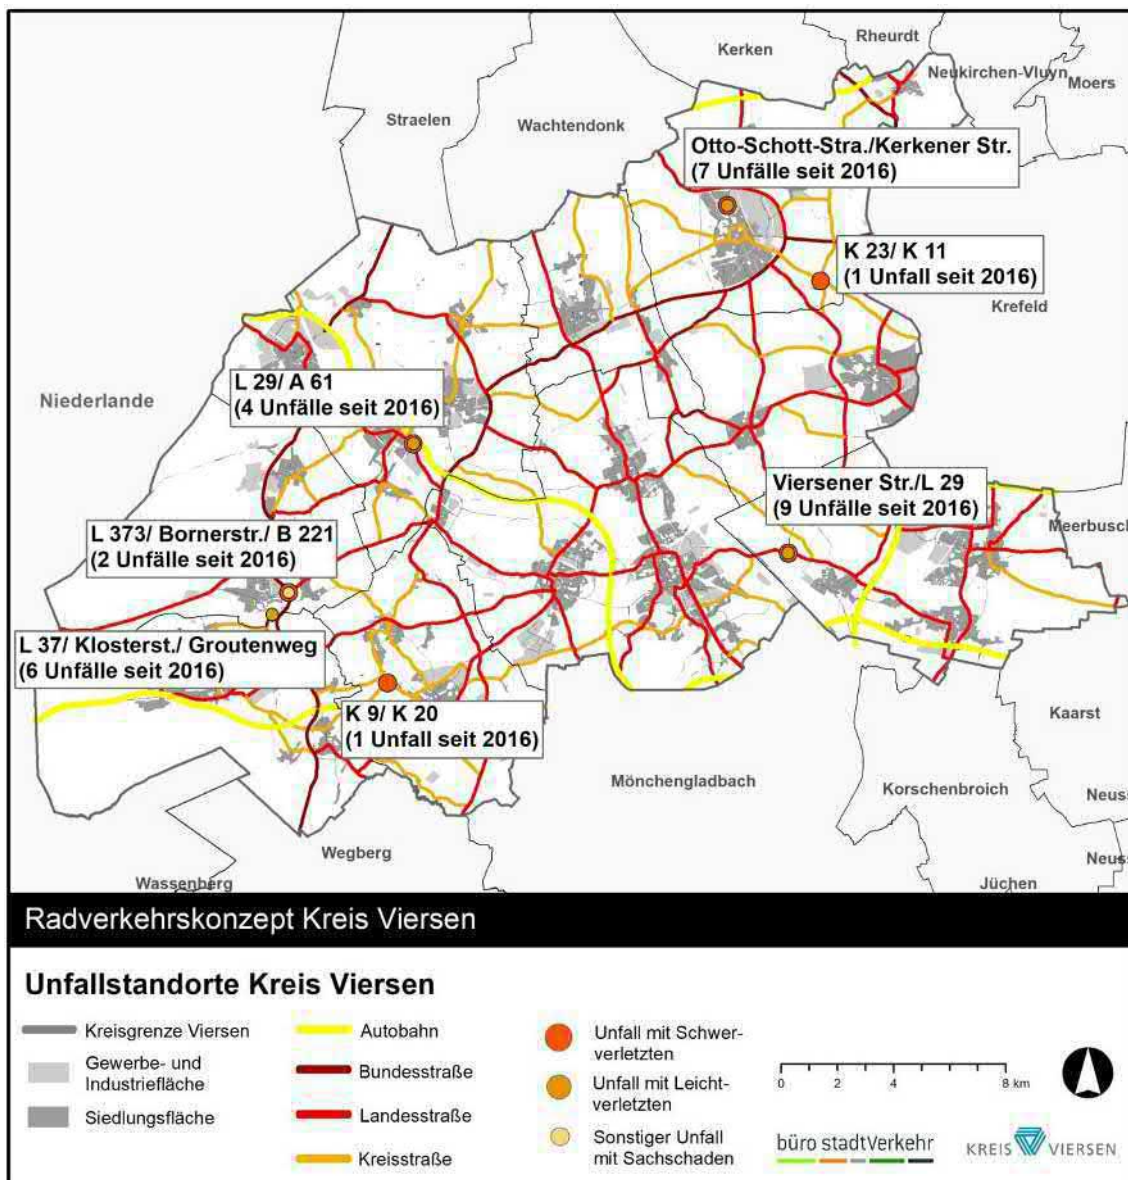 Rheurdt
Kerken
Neukirchen-Vluyn
Moers
Straelen
Wachtendonk
Otto-Schott-Stra./Kerkener Str.
(7 Unfälle seit 2016)
K 23/ K 11
(1 Unfall seit 2016)
Krefeld
Niederlande
L 29/ A 61
(4 Unfälle seit 2016)
Viersener Str./L 29
(9 Unfälle seit 2016)
Meerbusch
L 373/ Bornerstr./ B 221
(2 Unfälle seit 2016)
L 37/ Klosterst./ Groutenweg
(6 Unfälle seit 2016)
K 9/ K 20
(1 Unfall seit 2016)
Kaarst
Mönchengladbach
Korschenbroich
Neuss
Wegberg
Neuss
Wassenberg
Jüchen
Radverkehrskonzept Kreis Viersen
Unfallstandorte Kreis Viersen
Kreisgrenze Viersen
Gewerbe- und
Industriefläche
Siedlungsfläche
Autobahn
Bundesstraße
Landesstraße
Kreisstraße
Unfall mit Schwer-
verletzten
Unfall mit Leicht-
verletzten
Sonstiger Unfall
mit Sachschaden
0 2 4 8 km
büro stadtVerkehr
KREIS VIERSEN